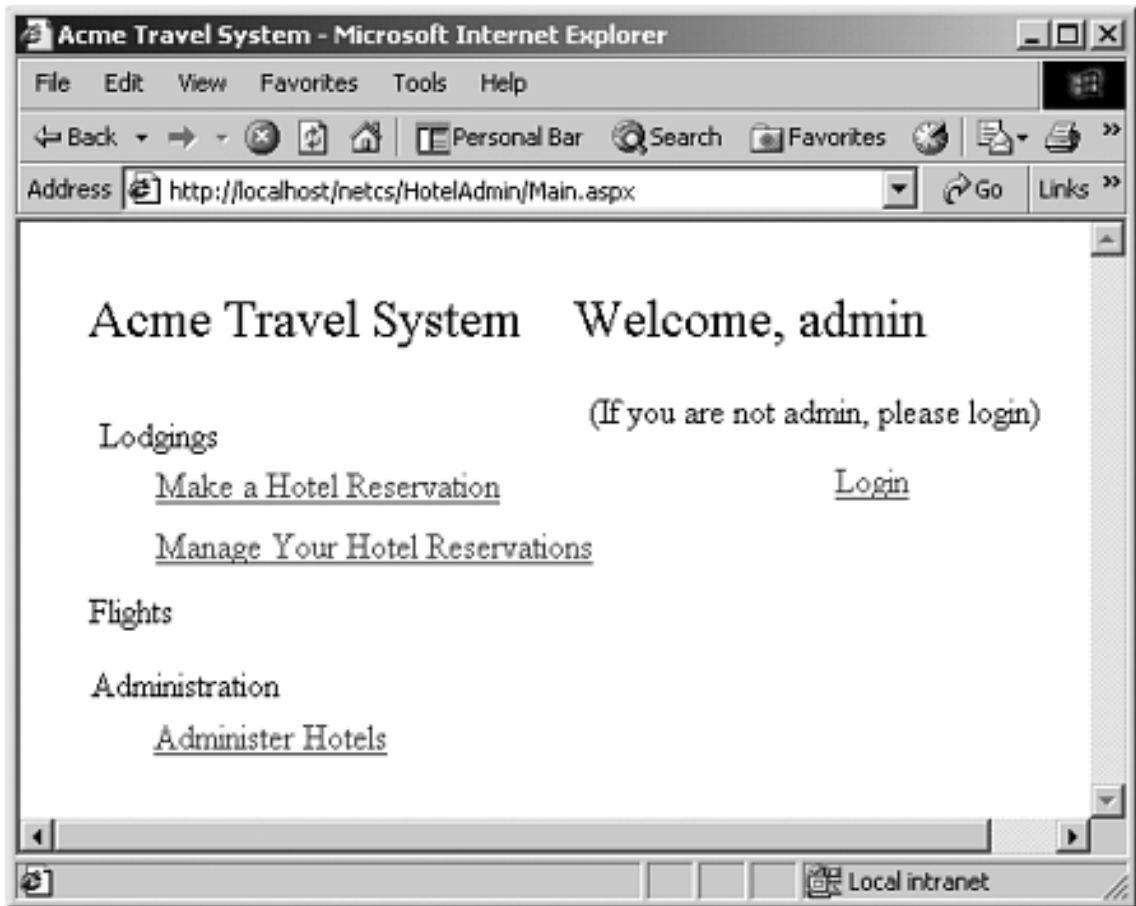 Acme Travel System - Microsoft Internet Explorer
File Edit View Favorites Tools Help
Back Personal Bar Search Favorites »
Address http://localhost/netcs/HotelAdmin/Main.aspx Go Links »
Acme Travel System Welcome, admin
(If you are not admin, please login)
Lodgings
Make a Hotel Reservation Login
Manage Your Hotel Reservations
Flights
Administration
Administer Hotels
Local intranet